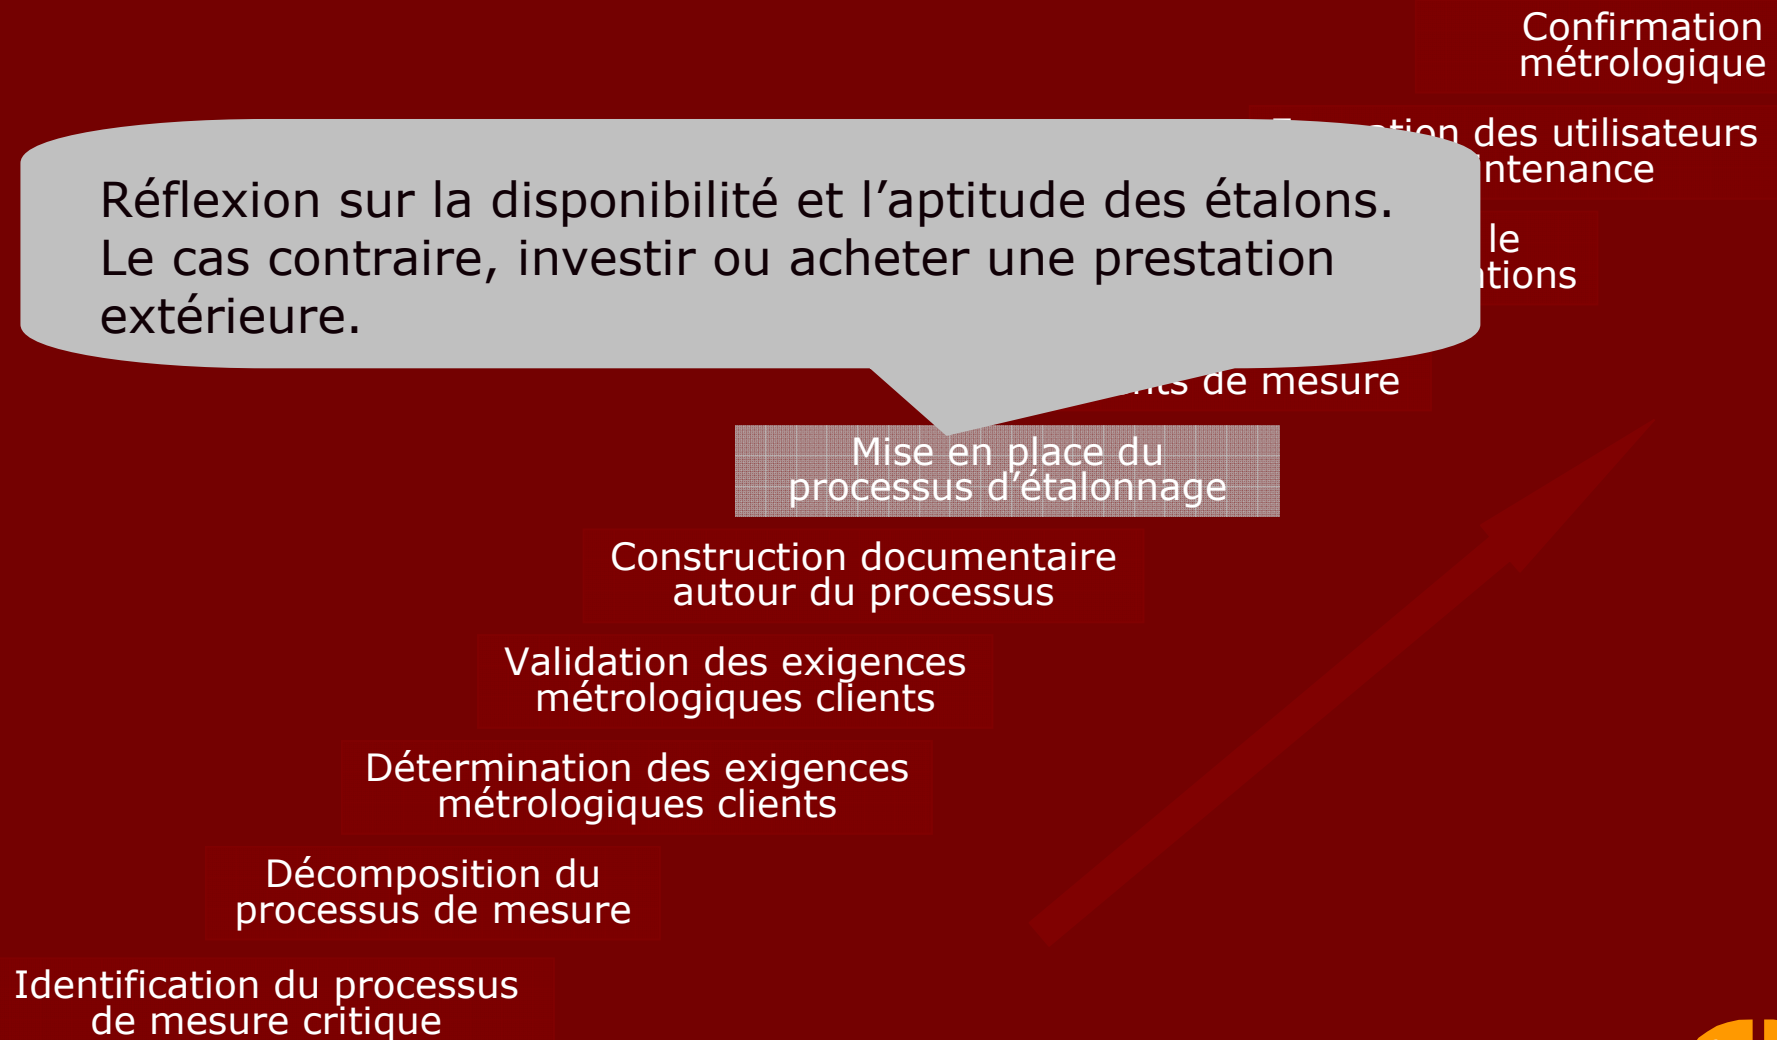 Confirmation
métrologique
des utilisateurs
Réflexion sur la disponibilité et l’aptitude des étalons.
Le cas contraire, investir ou acheter une prestation
extérieure.
le
de mesure
Mise en place du
processus d’étalonnage
Construction documentaire
autour du processus
Validation des exigences
métrologiques clients
Détermination des exigences
métrologiques clients
Décomposition du
processus de mesure
Identification du processus
de mesure critique